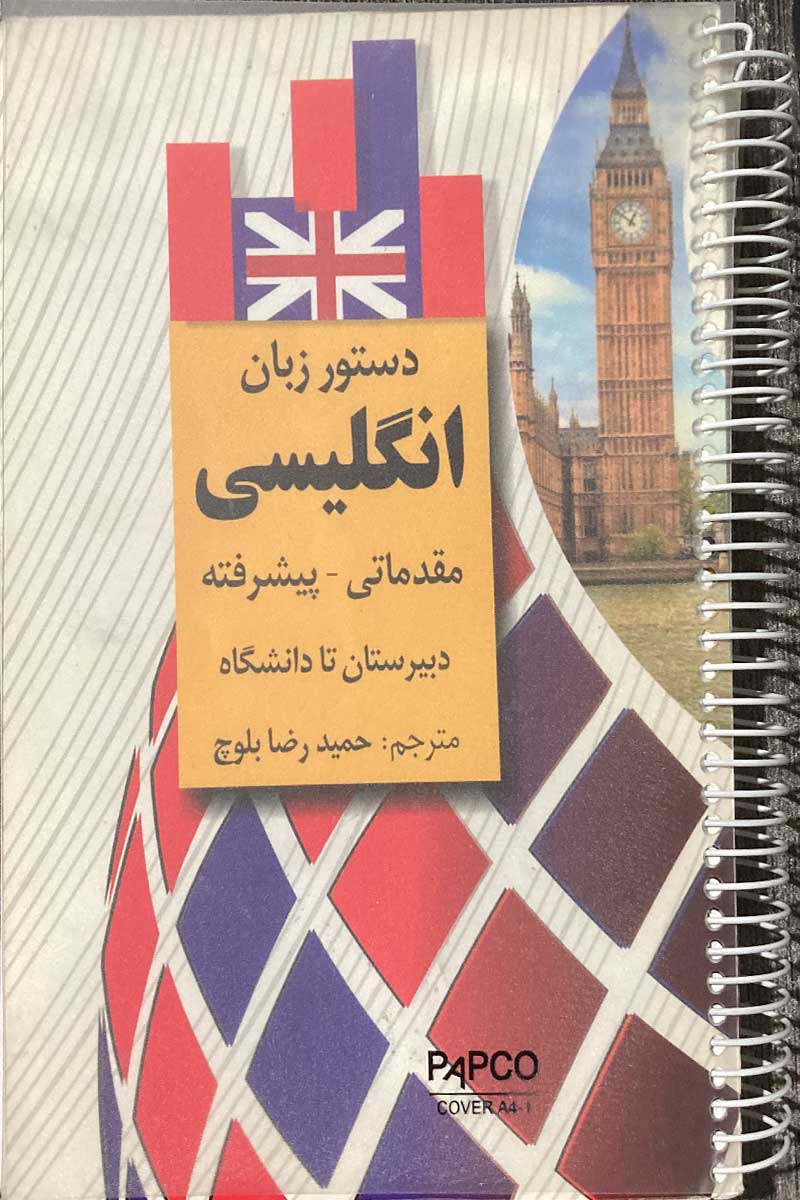 دستور زبان
انگلیسی
مقدماتی - پیشرفته
دبیرستان تا دانشگاه
مترجم: حمید رضا بلوچ
PAPCO
COVER A4-1